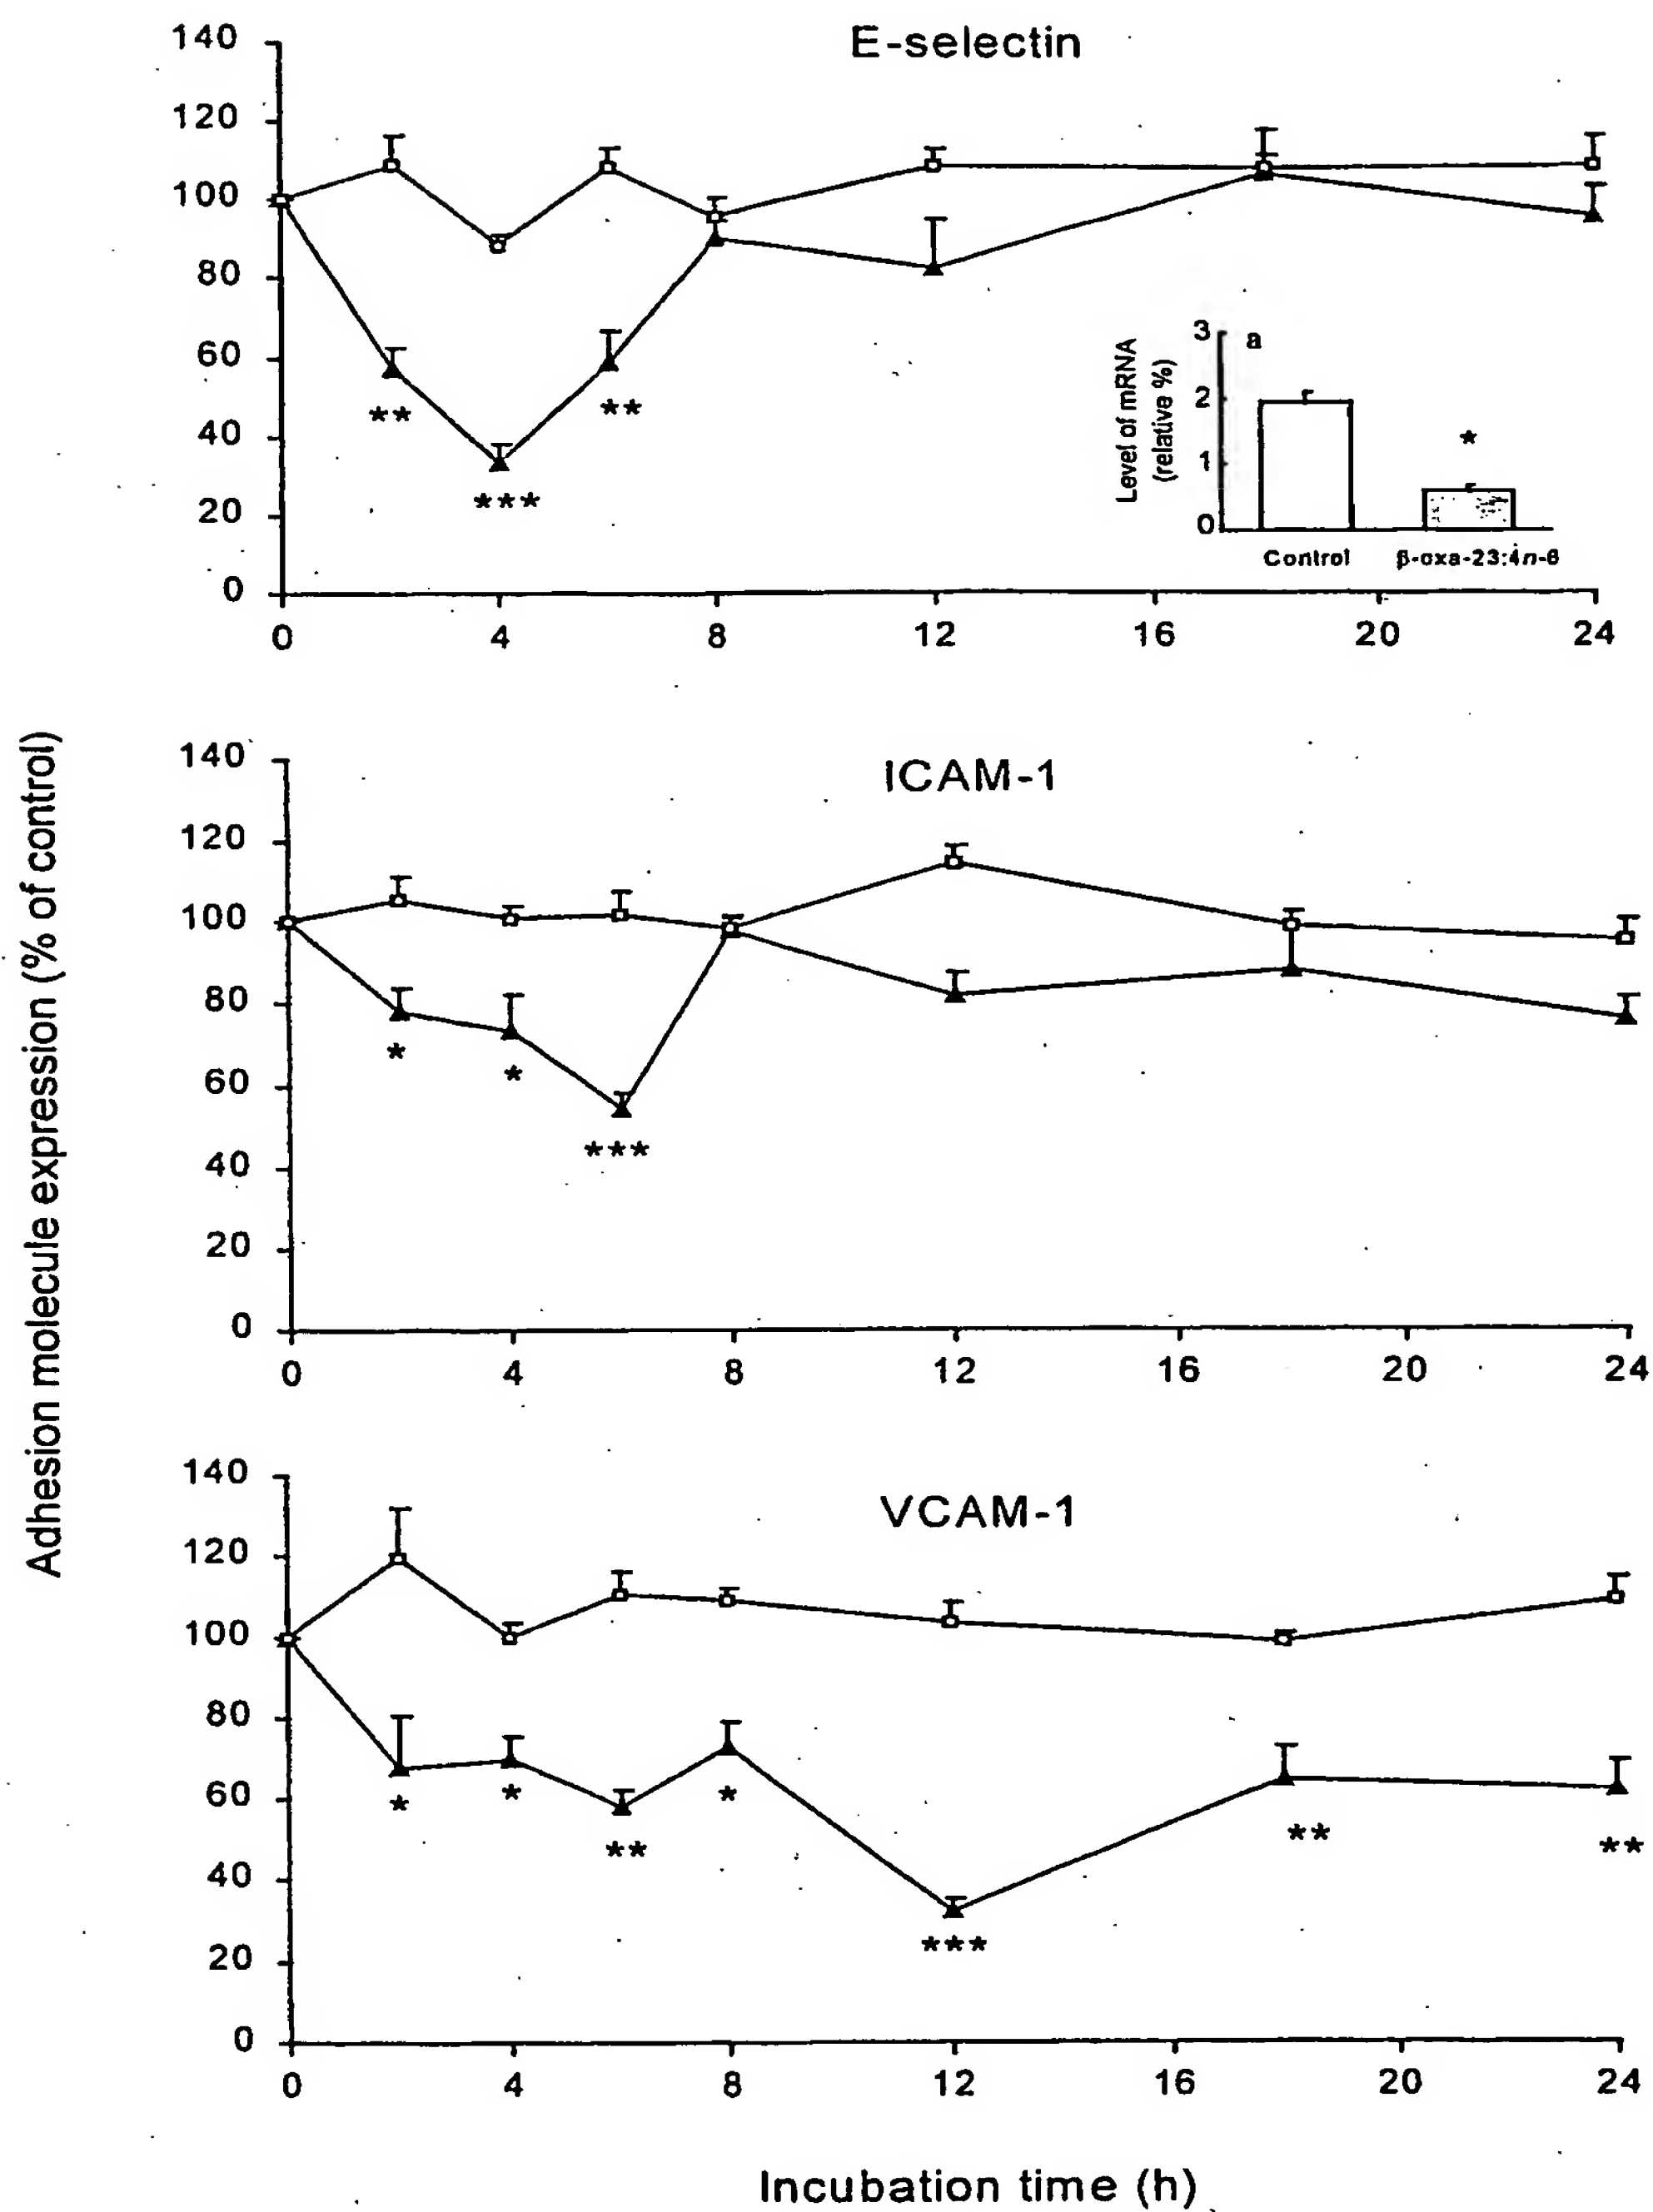 E-selectin
140
120
100
80
60
40
20
0
** *** **
0 4 8 12 16 20 24
a
Level of mRNA
(relative %)
3
2
1
0
*
Control β-oxa-23:4n-6
Adhesion molecule expression (% of control)
ICAM-1
140
120
100
80
60
40
20
0
* * ***
0 4 8 12 16 20 24
VCAM-1
140
120
100
80
60
40
20
0
* * ** * *** ** **
0 4 8 12 16 20 24
Incubation time (h)